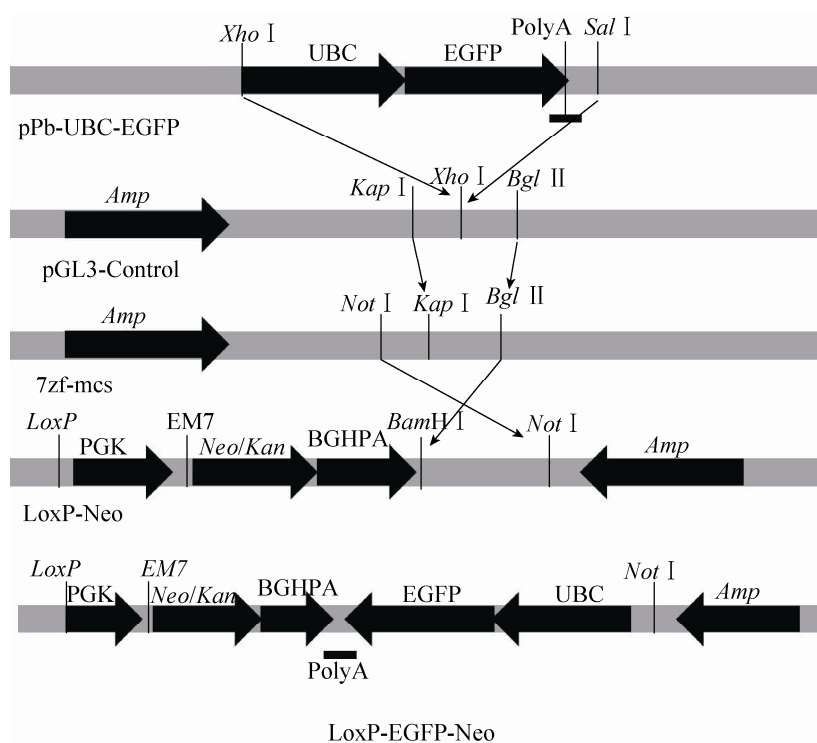 Xho Ⅰ UBC EGFP PolyA Sal Ⅰ
pPb-UBC-EGFP
Amp Kap Ⅰ Xho Ⅰ Bgl Ⅱ
pGL3-Control
Amp Not Ⅰ Kap Ⅰ Bgl Ⅱ
7zf-mcs
LoxP PGK EM7 Neo/Kan BGHPA BamH Ⅰ Not Ⅰ Amp
LoxP-Neo
LoxP PGK EM7 Neo/Kan BGHPA EGFP UBC Not Ⅰ Amp
PolyA
LoxP-EGFP-Neo